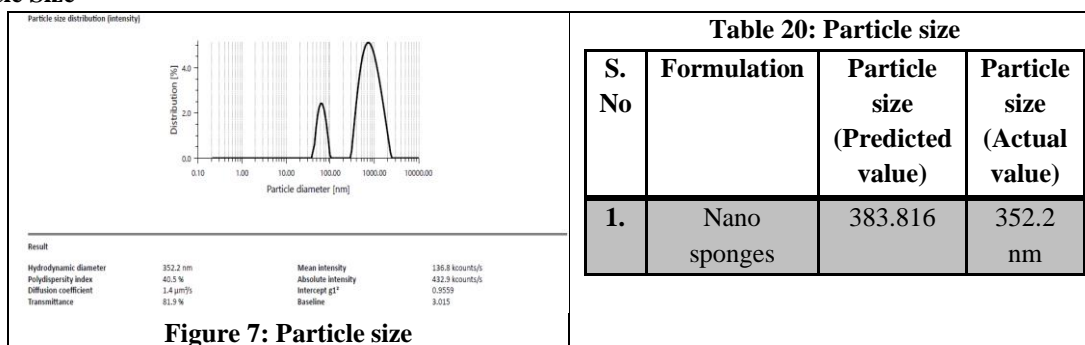 Particle size distribution (intensity)
Distribution [%]
4.0
2.0
0.0
0.10 1.00 10.00 100.00 1000.00 10000.00
Particle diameter [nm]
Result
Hydrodynamic diameter 352.2 nm Mean intensity 136.8 kcounts/s
Polydispersity index 40.5 % Absolute intensity 432.9 kcounts/s
Diffusion coefficient 1.4 µm²/s Intercept g1² 0.9559
Transmittance 81.9 % Baseline 3.015
Figure 7: Particle size
Table 20: Particle size
S. No Formulation Particle size (Predicted value) Particle size (Actual value)
1. Nano sponges 383.816 352.2 nm